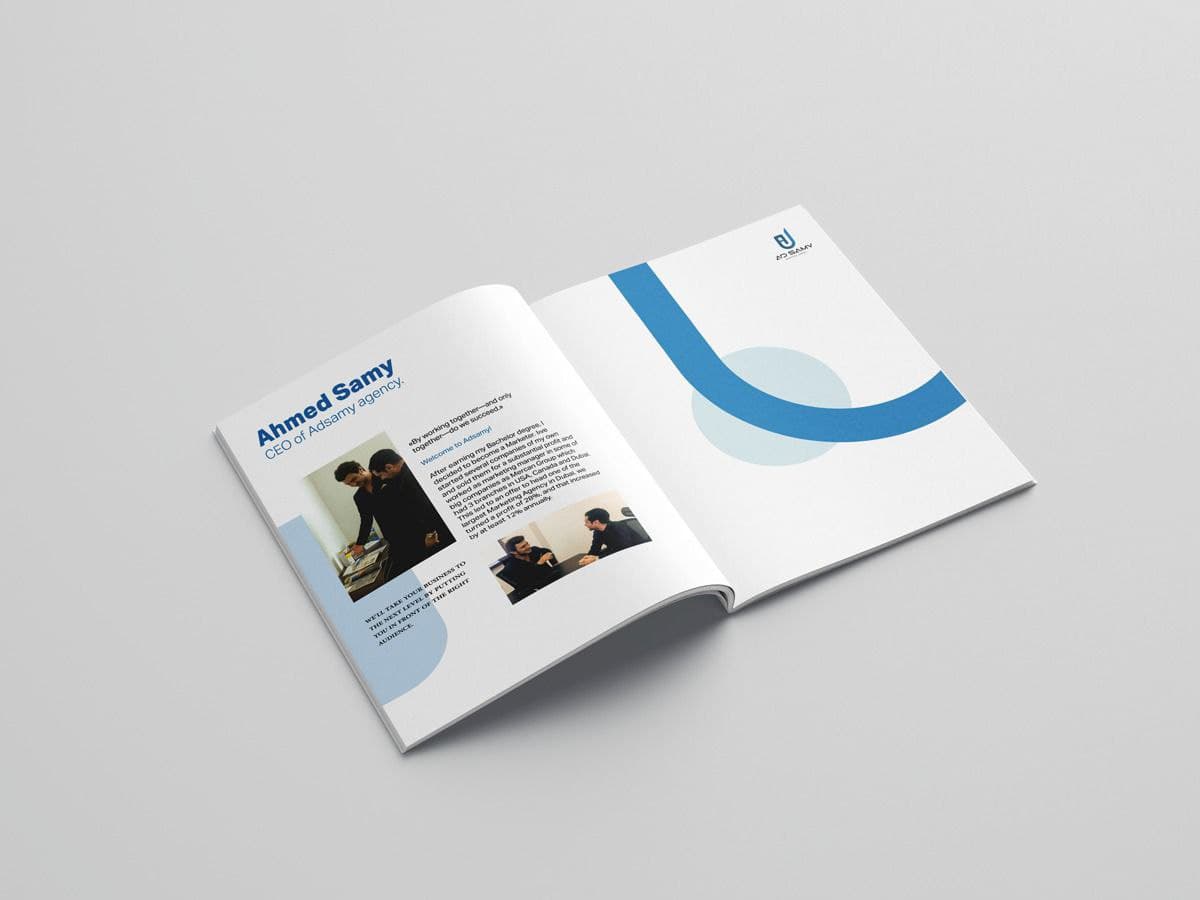 Ahmed Samy
CEO of Adsamy agency.
«By working together—and only
together—do we succeed.»
Welcome to Adsamy!
After earning my Bachelor degree, I
decided to become a Marketer. Ive
started several companies of my own
and sold them for a substantial profit and
worked as marketing manager in some of
big companies as Mercan Group which
had 3 branches in USA, Canada and Dubai.
This led to an offer to head one of the
largest Marketing Agency in Dubai, we
turned a profit of 28%, and that increased
by at least 12% annually.
WE'LL TAKE YOUR BUSINESS TO
THE NEXT LEVEL BY PUTTING
YOU IN FRONT OF THE RIGHT
AUDIENCE.
AD SAMY